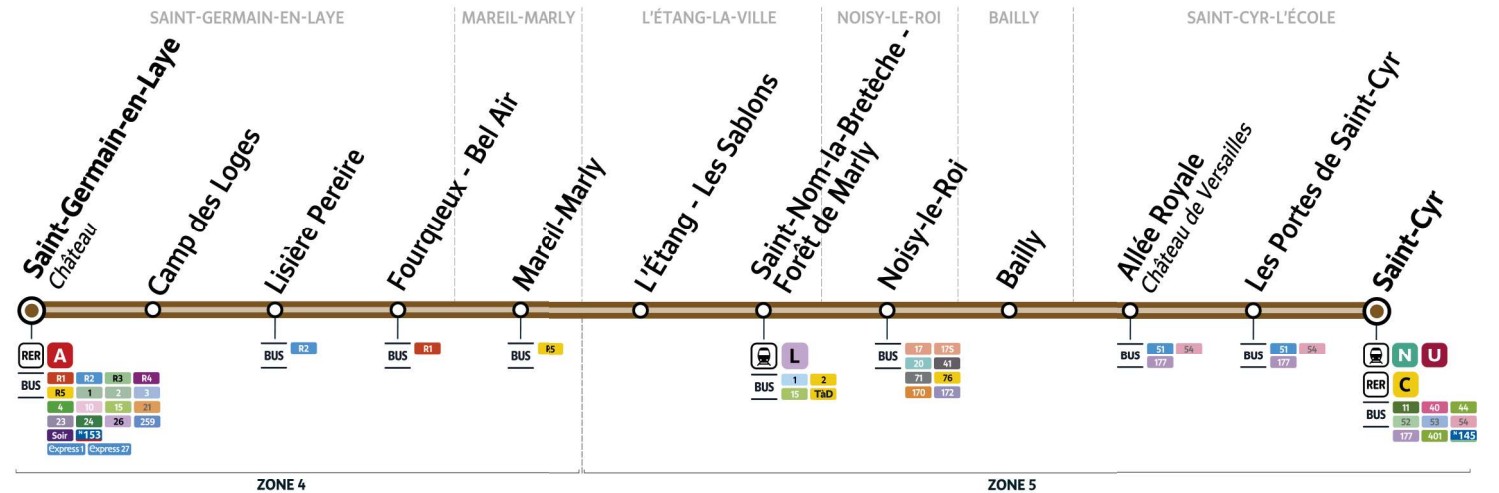 SAINT-GERMAIN-EN-LAYE
MAREIL-MARLY
L'ÉTANG-LA-VILLE
NOISY-LE-ROI
BAILLY
SAINT-CYR-L'ÉCOLE
Saint-Germain-en-Laye
Château
Camp des Loges
Lisière Pereire
Fourqueux - Bel Air
Mareil-Marly
L'Étang - Les Sablons
Saint-Nom-la-Bretèche -
Forêt de Marly
Noisy-le-Roi
Bailly
Allée Royale
Château de Versailles
Les Portes de Saint-Cyr
Saint-Cyr
RER A
BUS
R1 R2 R3 R4
R5 1 2 3
4 10 15 21
23 24 26 259
Soir N153
express 1 express 27
BUS R2
BUS R1
BUS R5
L
BUS
1 2
15 TàD
BUS
17 175
20 41
71 76
170 172
BUS
51 54
177
BUS
51 54
177
N U
RER C
BUS
11 40 44
52 53 54
177 401 N145
ZONE 4
ZONE 5